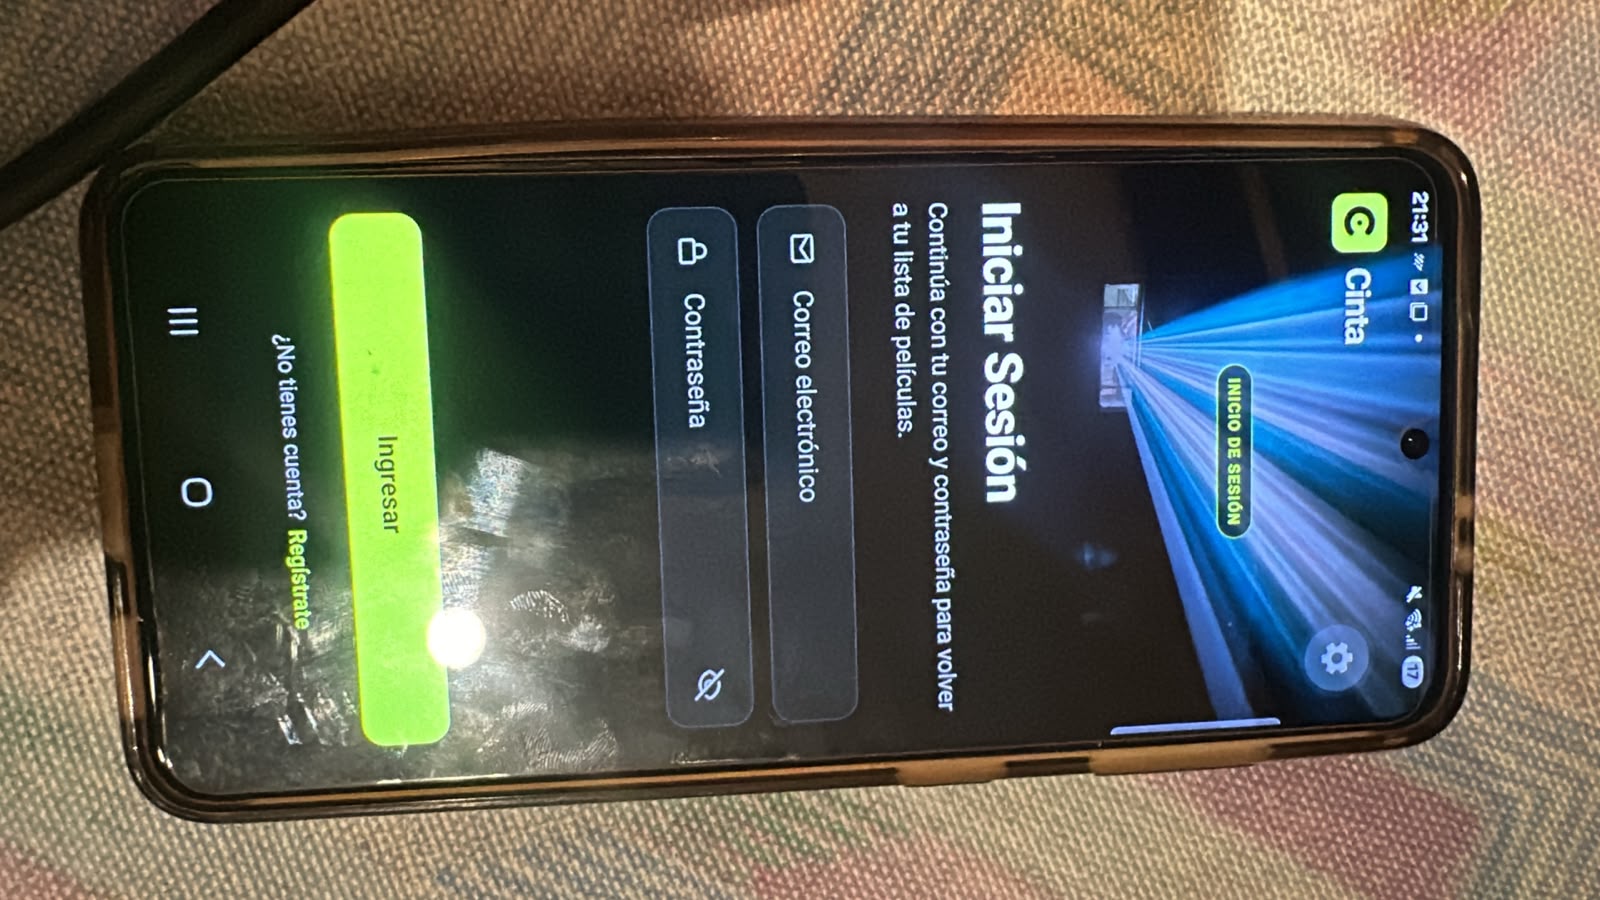 21:31
17
Cinta
INICIO DE SESIÓN
Iniciar Sesión
Continúa con tu correo y contraseña para volver
a tu lista de películas.
Correo electrónico
Contraseña
Ingresar
¿No tienes cuenta? Regístrate